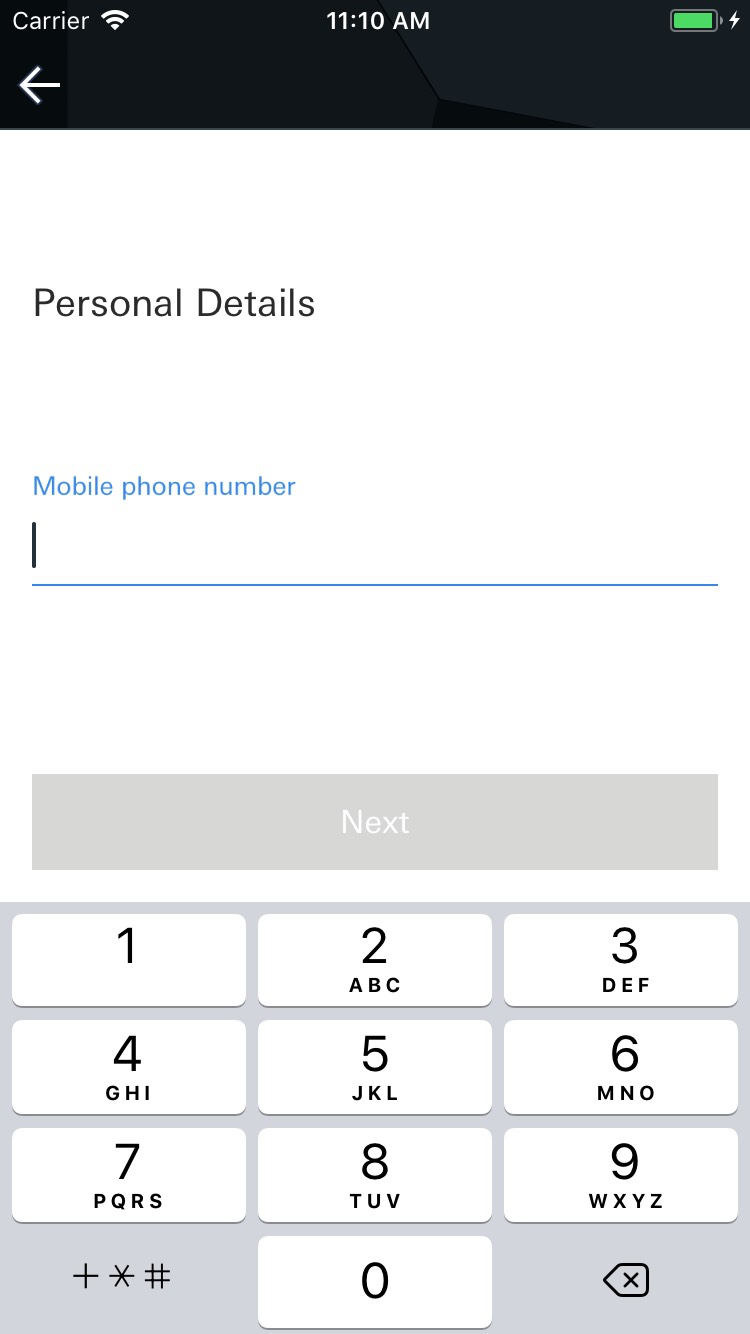 Carrier 11:10 AM
Personal Details
Mobile phone number
Next
1 2 3
ABC DEF
4 5 6
GHI JKL MNO
7 8 9
PQRS TUV WXYZ
+*# 0